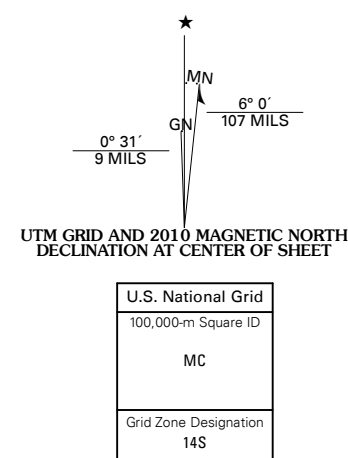 ★
MN
GN
6° 0´
107 MILS
0° 31´
9 MILS
UTM GRID AND 2010 MAGNETIC NORTH
DECLINATION AT CENTER OF SHEET
U.S. National Grid
100,000-m Square ID
MC
Grid Zone Designation
14S